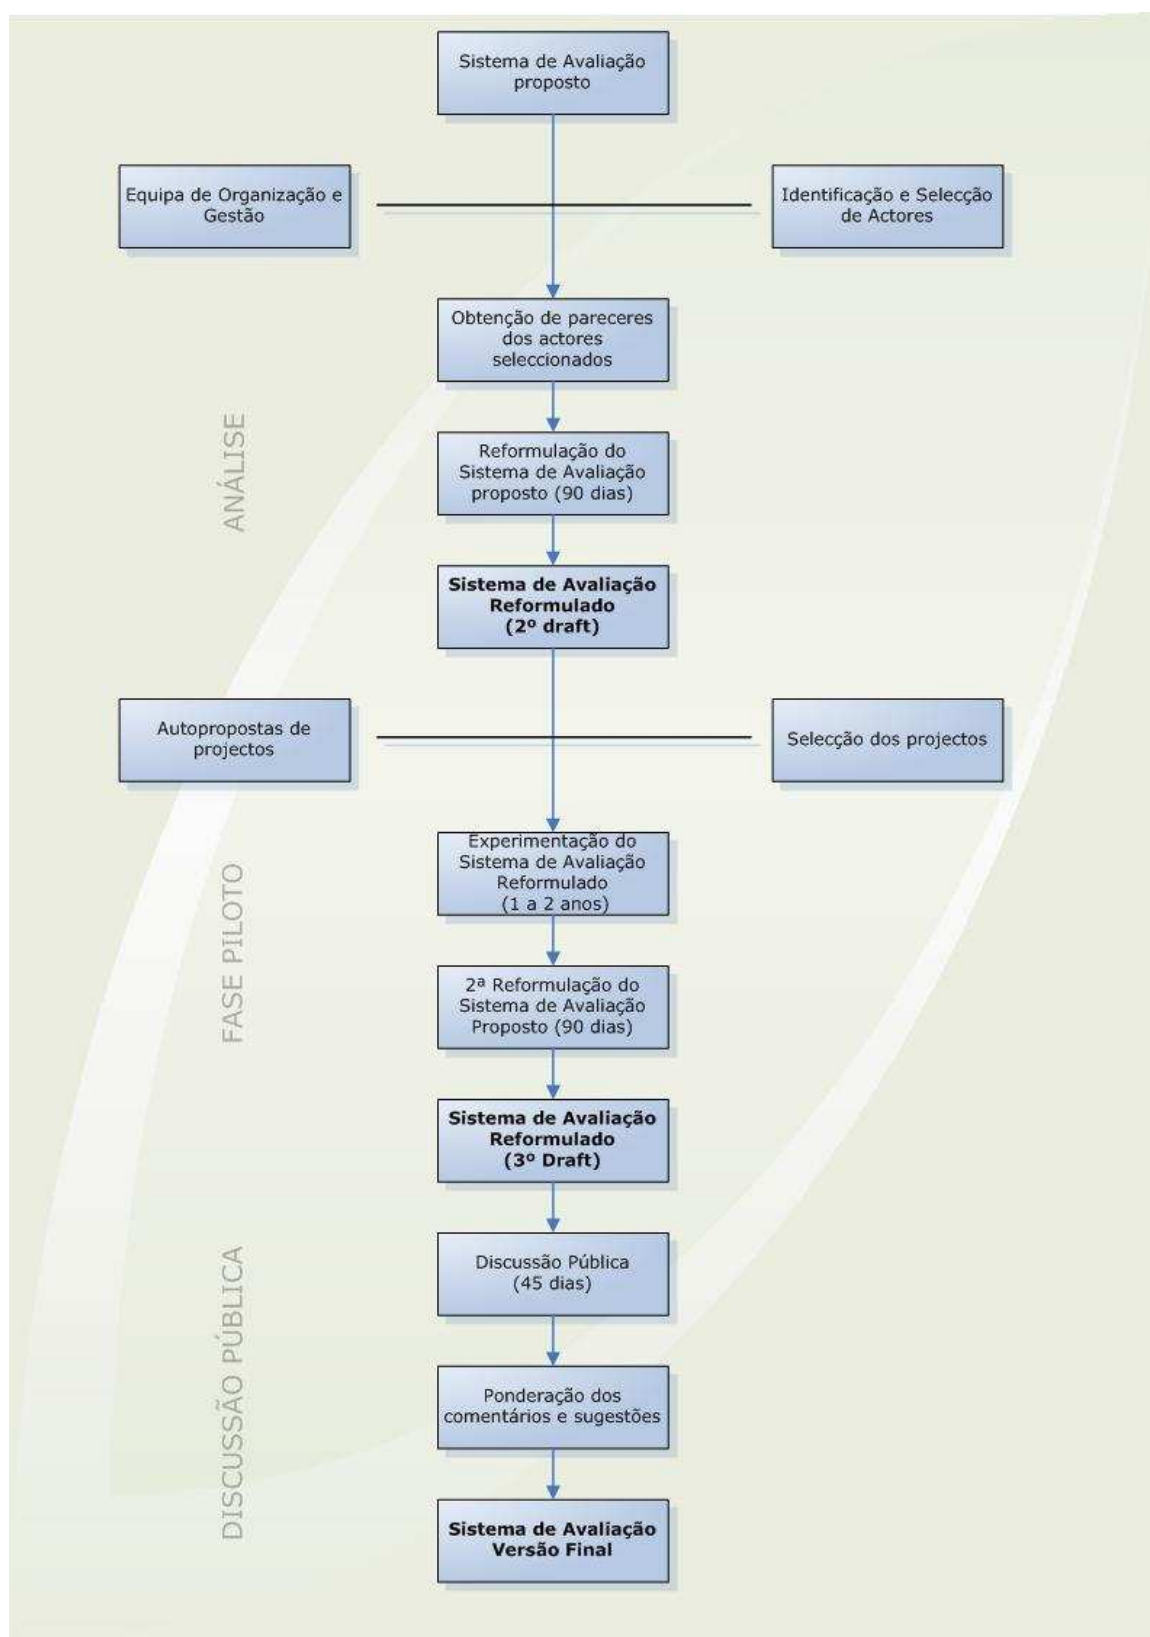 Sistema de Avaliação
proposto
Equipa de Organização e
Gestão
Identificação e Selecção
de Actores
Obtenção de pareceres
dos actores
seleccionados
ANÁLISE
Reformulação do
Sistema de Avaliação
proposto (90 dias)
Sistema de Avaliação
Reformulado
(2º draft)
Autopropostas de
projectos
Selecção dos projectos
FASE PILOTO
Experimentação do
Sistema de Avaliação
Reformulado
(1 a 2 anos)
2ª Reformulação do
Sistema de Avaliação
Proposto (90 dias)
Sistema de Avaliação
Reformulado
(3º Draft)
DISCUSSÃO PÚBLICA
Discussão Pública
(45 dias)
Ponderação dos
comentários e sugestões
Sistema de Avaliação
Versão Final